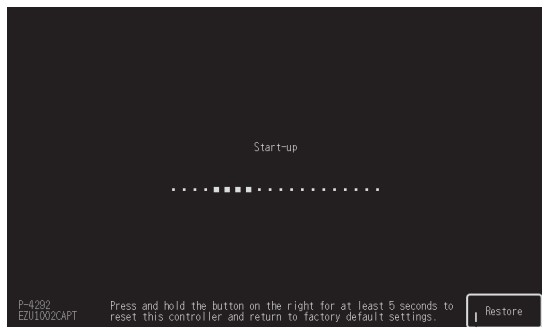 Start-up
P-4292
EZU1002CAPT
Press and hold the button on the right for at least 5 seconds to
reset this controller and return to factory default settings.
Restore